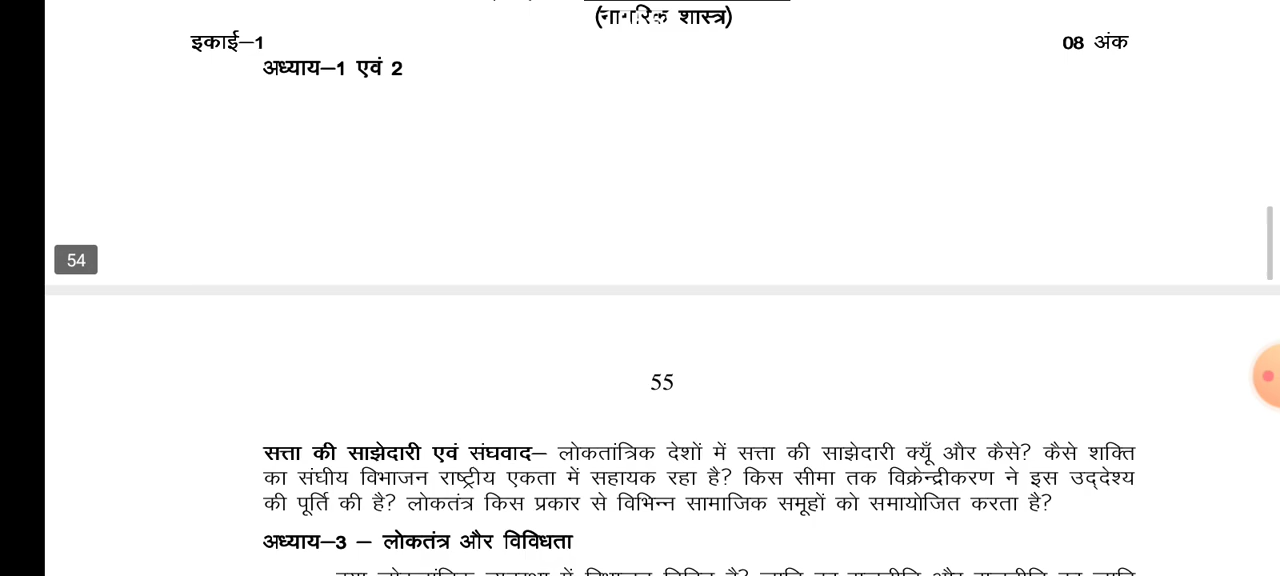 (नागरिक शास्त्र)
इकाई–1 08 अंक
अध्याय–1 एवं 2
54
55
सत्ता की साझेदारी एवं संघवाद– लोकतांत्रिक देशों में सत्ता की साझेदारी क्यूँ और कैसे? कैसे शक्ति
का संघीय विभाजन राष्ट्रीय एकता में सहायक रहा है? किस सीमा तक विक्रेन्द्रीकरण ने इस उद्देश्य
की पूर्ति की है? लोकतंत्र किस प्रकार से विभिन्न सामाजिक समूहों को समायोजित करता है?
अध्याय–3 – लोकतंत्र और विविधता